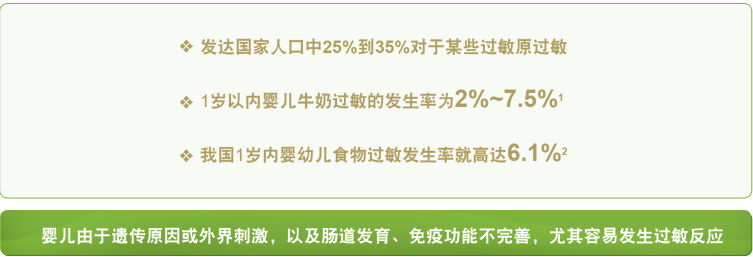 ❖ 发达国家人口中25%到35%对于某些过敏原过敏
❖ 1岁以内婴儿牛奶过敏的发生率为2%~7.5%¹
❖ 我国1岁内婴幼儿食物过敏发生率就高达6.1%²
婴儿由于遗传原因或外界刺激，以及肠道发育、免疫功能不完善，尤其容易发生过敏反应